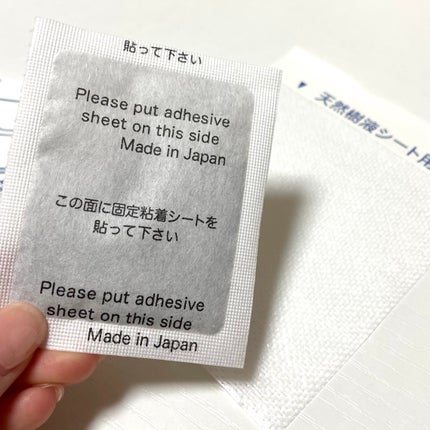 貼って下さい
Please put adhesive
sheet on this side
Made in Japan
この面に固定粘着シートを
貼って下さい
Please put adhesive
sheet on this side
Made in Japan
▼ 天然樹液シート用